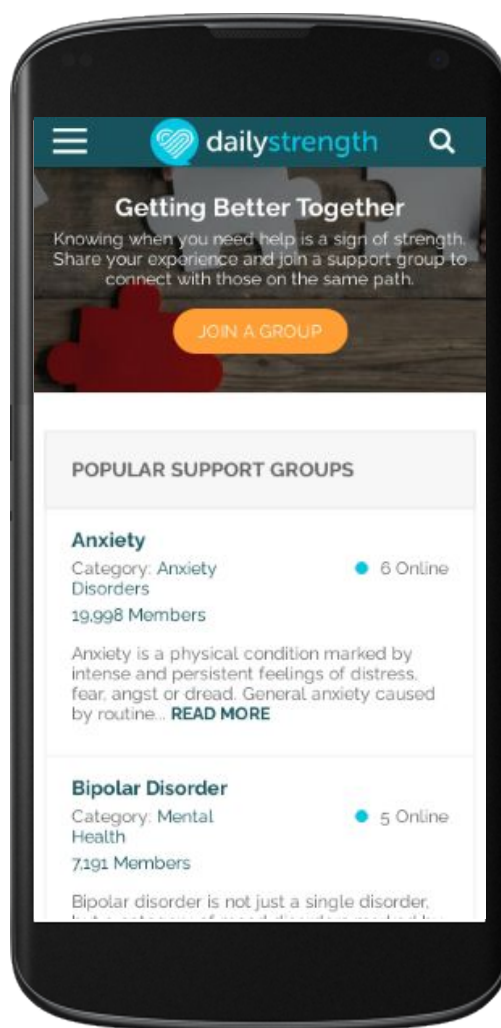 dailystrength
Getting Better Together
Knowing when you need help is a sign of strength.
Share your experience and join a support group to
connect with those on the same path.
JOIN A GROUP
POPULAR SUPPORT GROUPS
Anxiety
Category: Anxiety
Disorders
6 Online
19,998 Members
Anxiety is a physical condition marked by
intense and persistent feelings of distress,
fear, angst or dread. General anxiety caused
by routine... READ MORE
Bipolar Disorder
Category: Mental
Health
5 Online
7,191 Members
Bipolar disorder is not just a single disorder,